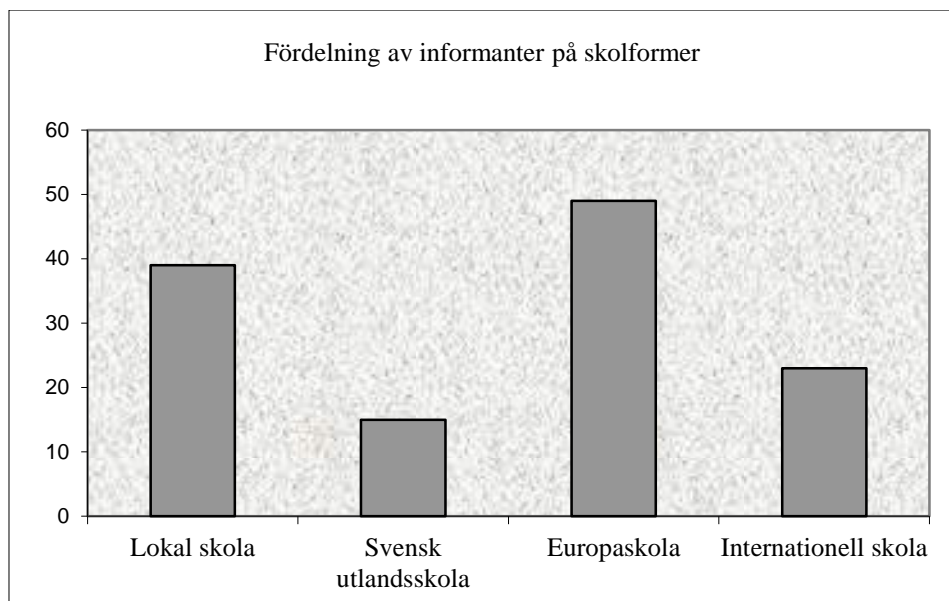 Fördelning av informanter på skolformer
60
50
40
30
20
10
0
Lokal skola
Svensk
utlandsskola
Europaskola
Internationell skola